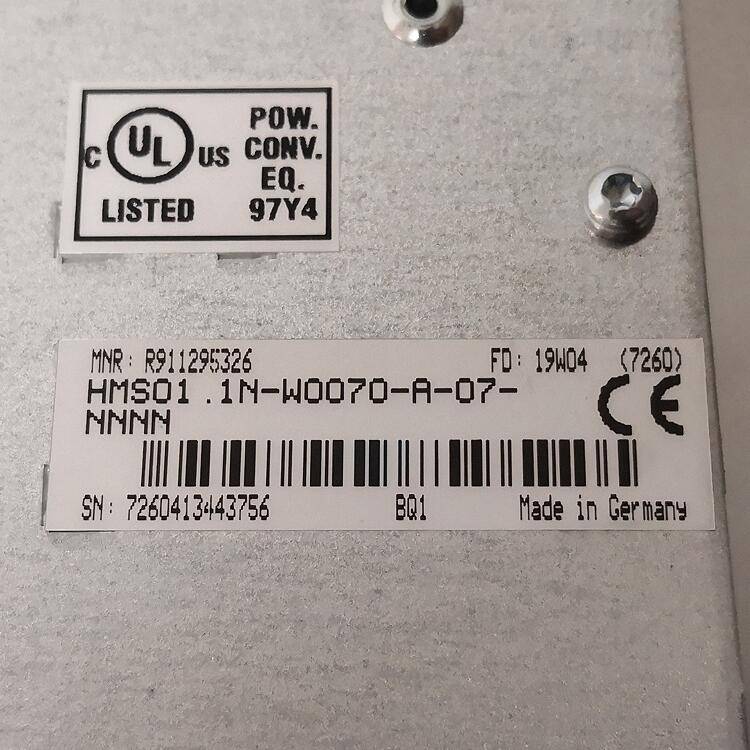 POW.
C UL US CONV.
EQ.
LISTED 97Y4
MNR: R911295326 FD: 19W04 (7260)
HMS01.1N-W0070-A-07-
NNNN
CE
SN: 7260413443756 BQ1 Made in Germany